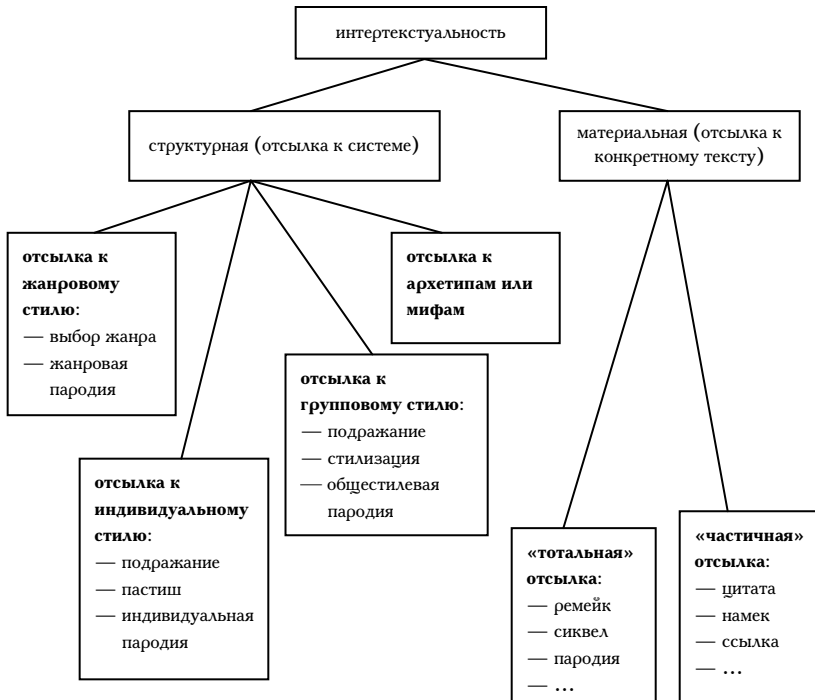 интертекстуальность
структурная (отсылка к системе)
материальная (отсылка к
конкретному тексту)
отсылка к
жанровому
стилю:
— выбор жанра
— жанровая
пародия
отсылка к
архетипам или
мифам
отсылка к
групповому стилю:
— подражание
— стилизация
— общестилевая
пародия
отсылка к
индивидуальному
стилю:
— подражание
— пастиш
— индивидуальная
пародия
«тотальная»
отсылка:
— ремейк
— сиквел
— пародия
— ...
«частичная»
отсылка:
— цитата
— намек
— ссылка
— ...